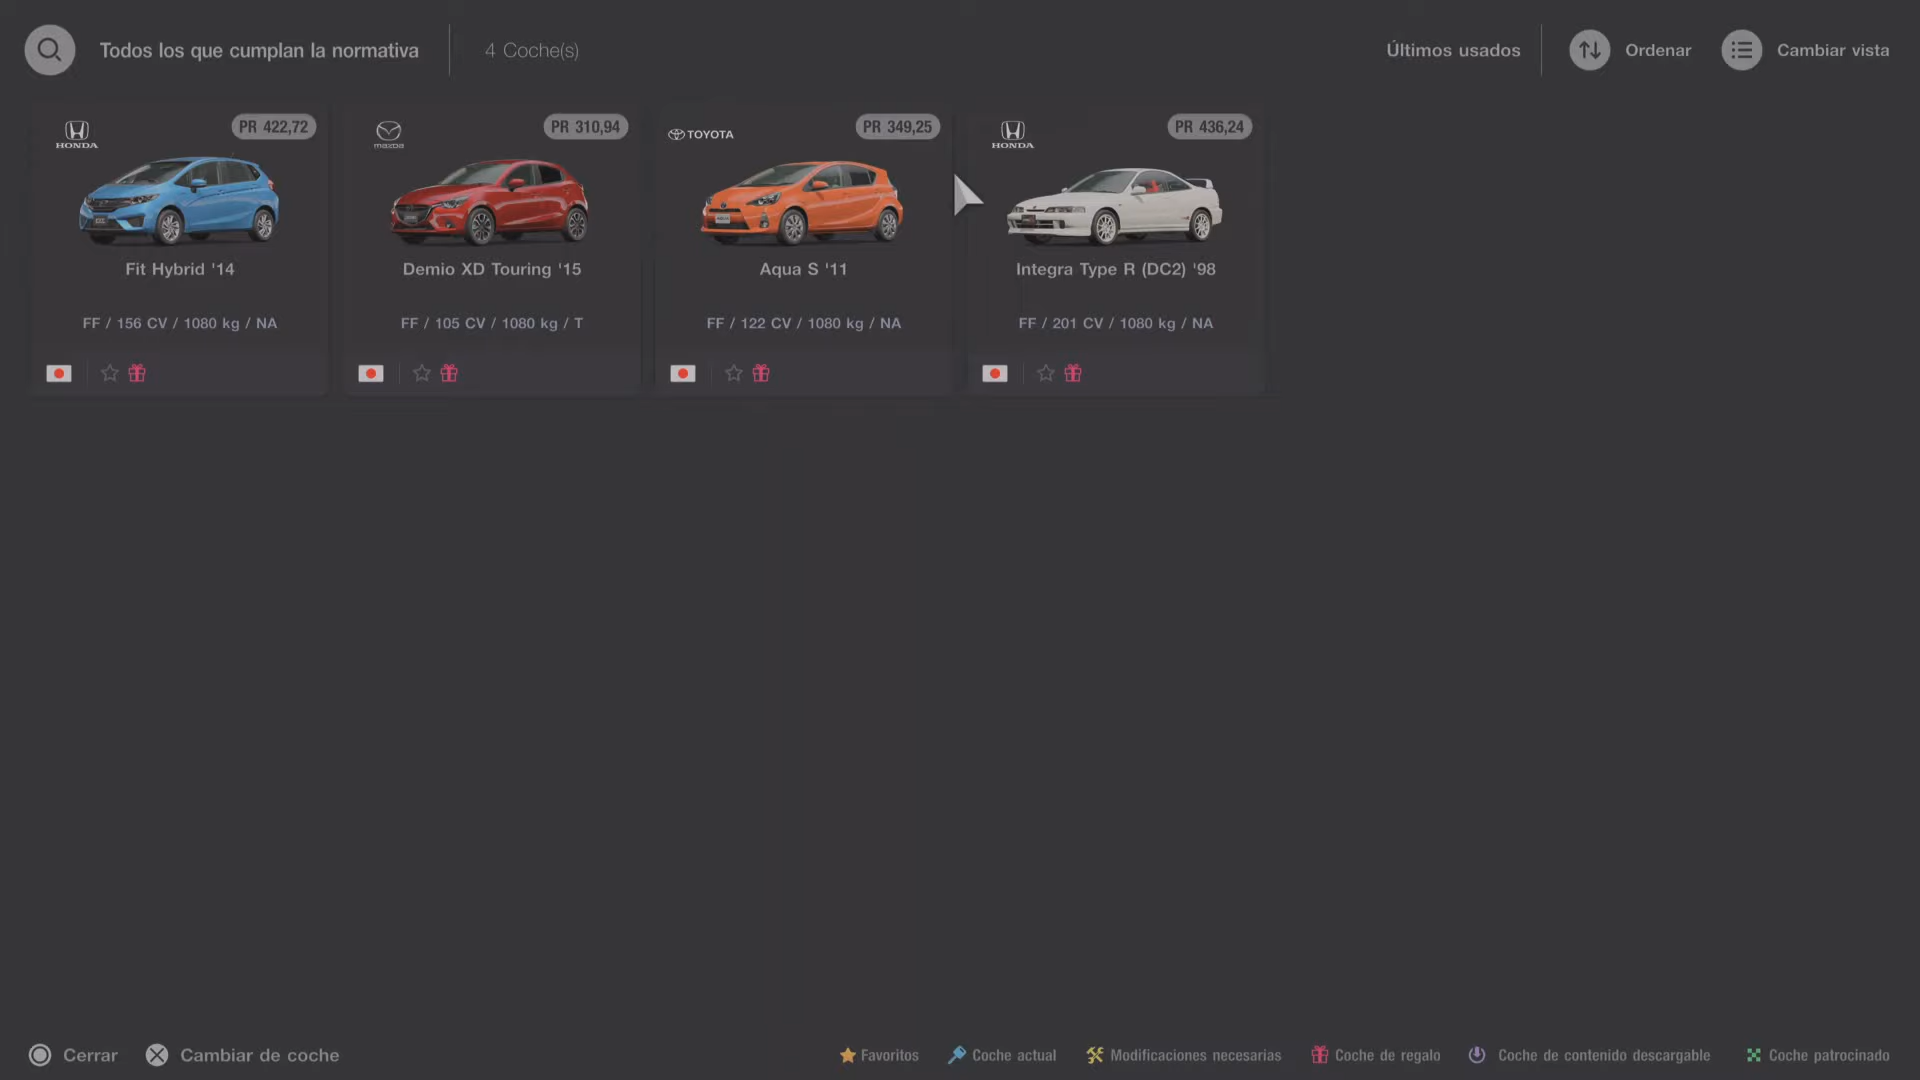 Todos los que cumplan la normativa
4 Coche(s)
Últimos usados
Ordenar
Cambiar vista
HONDA
PR 422,72
Fit Hybrid '14
FF / 156 CV / 1080 kg / NA
mazda
PR 310,94
Demio XD Touring '15
FF / 105 CV / 1080 kg / T
TOYOTA
PR 349,25
Aqua S '11
FF / 122 CV / 1080 kg / NA
HONDA
PR 436,24
Integra Type R (DC2) '98
FF / 201 CV / 1080 kg / NA
Cerrar
Cambiar de coche
Favoritos
Coche actual
Modificaciones necesarias
Coche de regalo
Coche de contenido descargable
Coche patrocinado